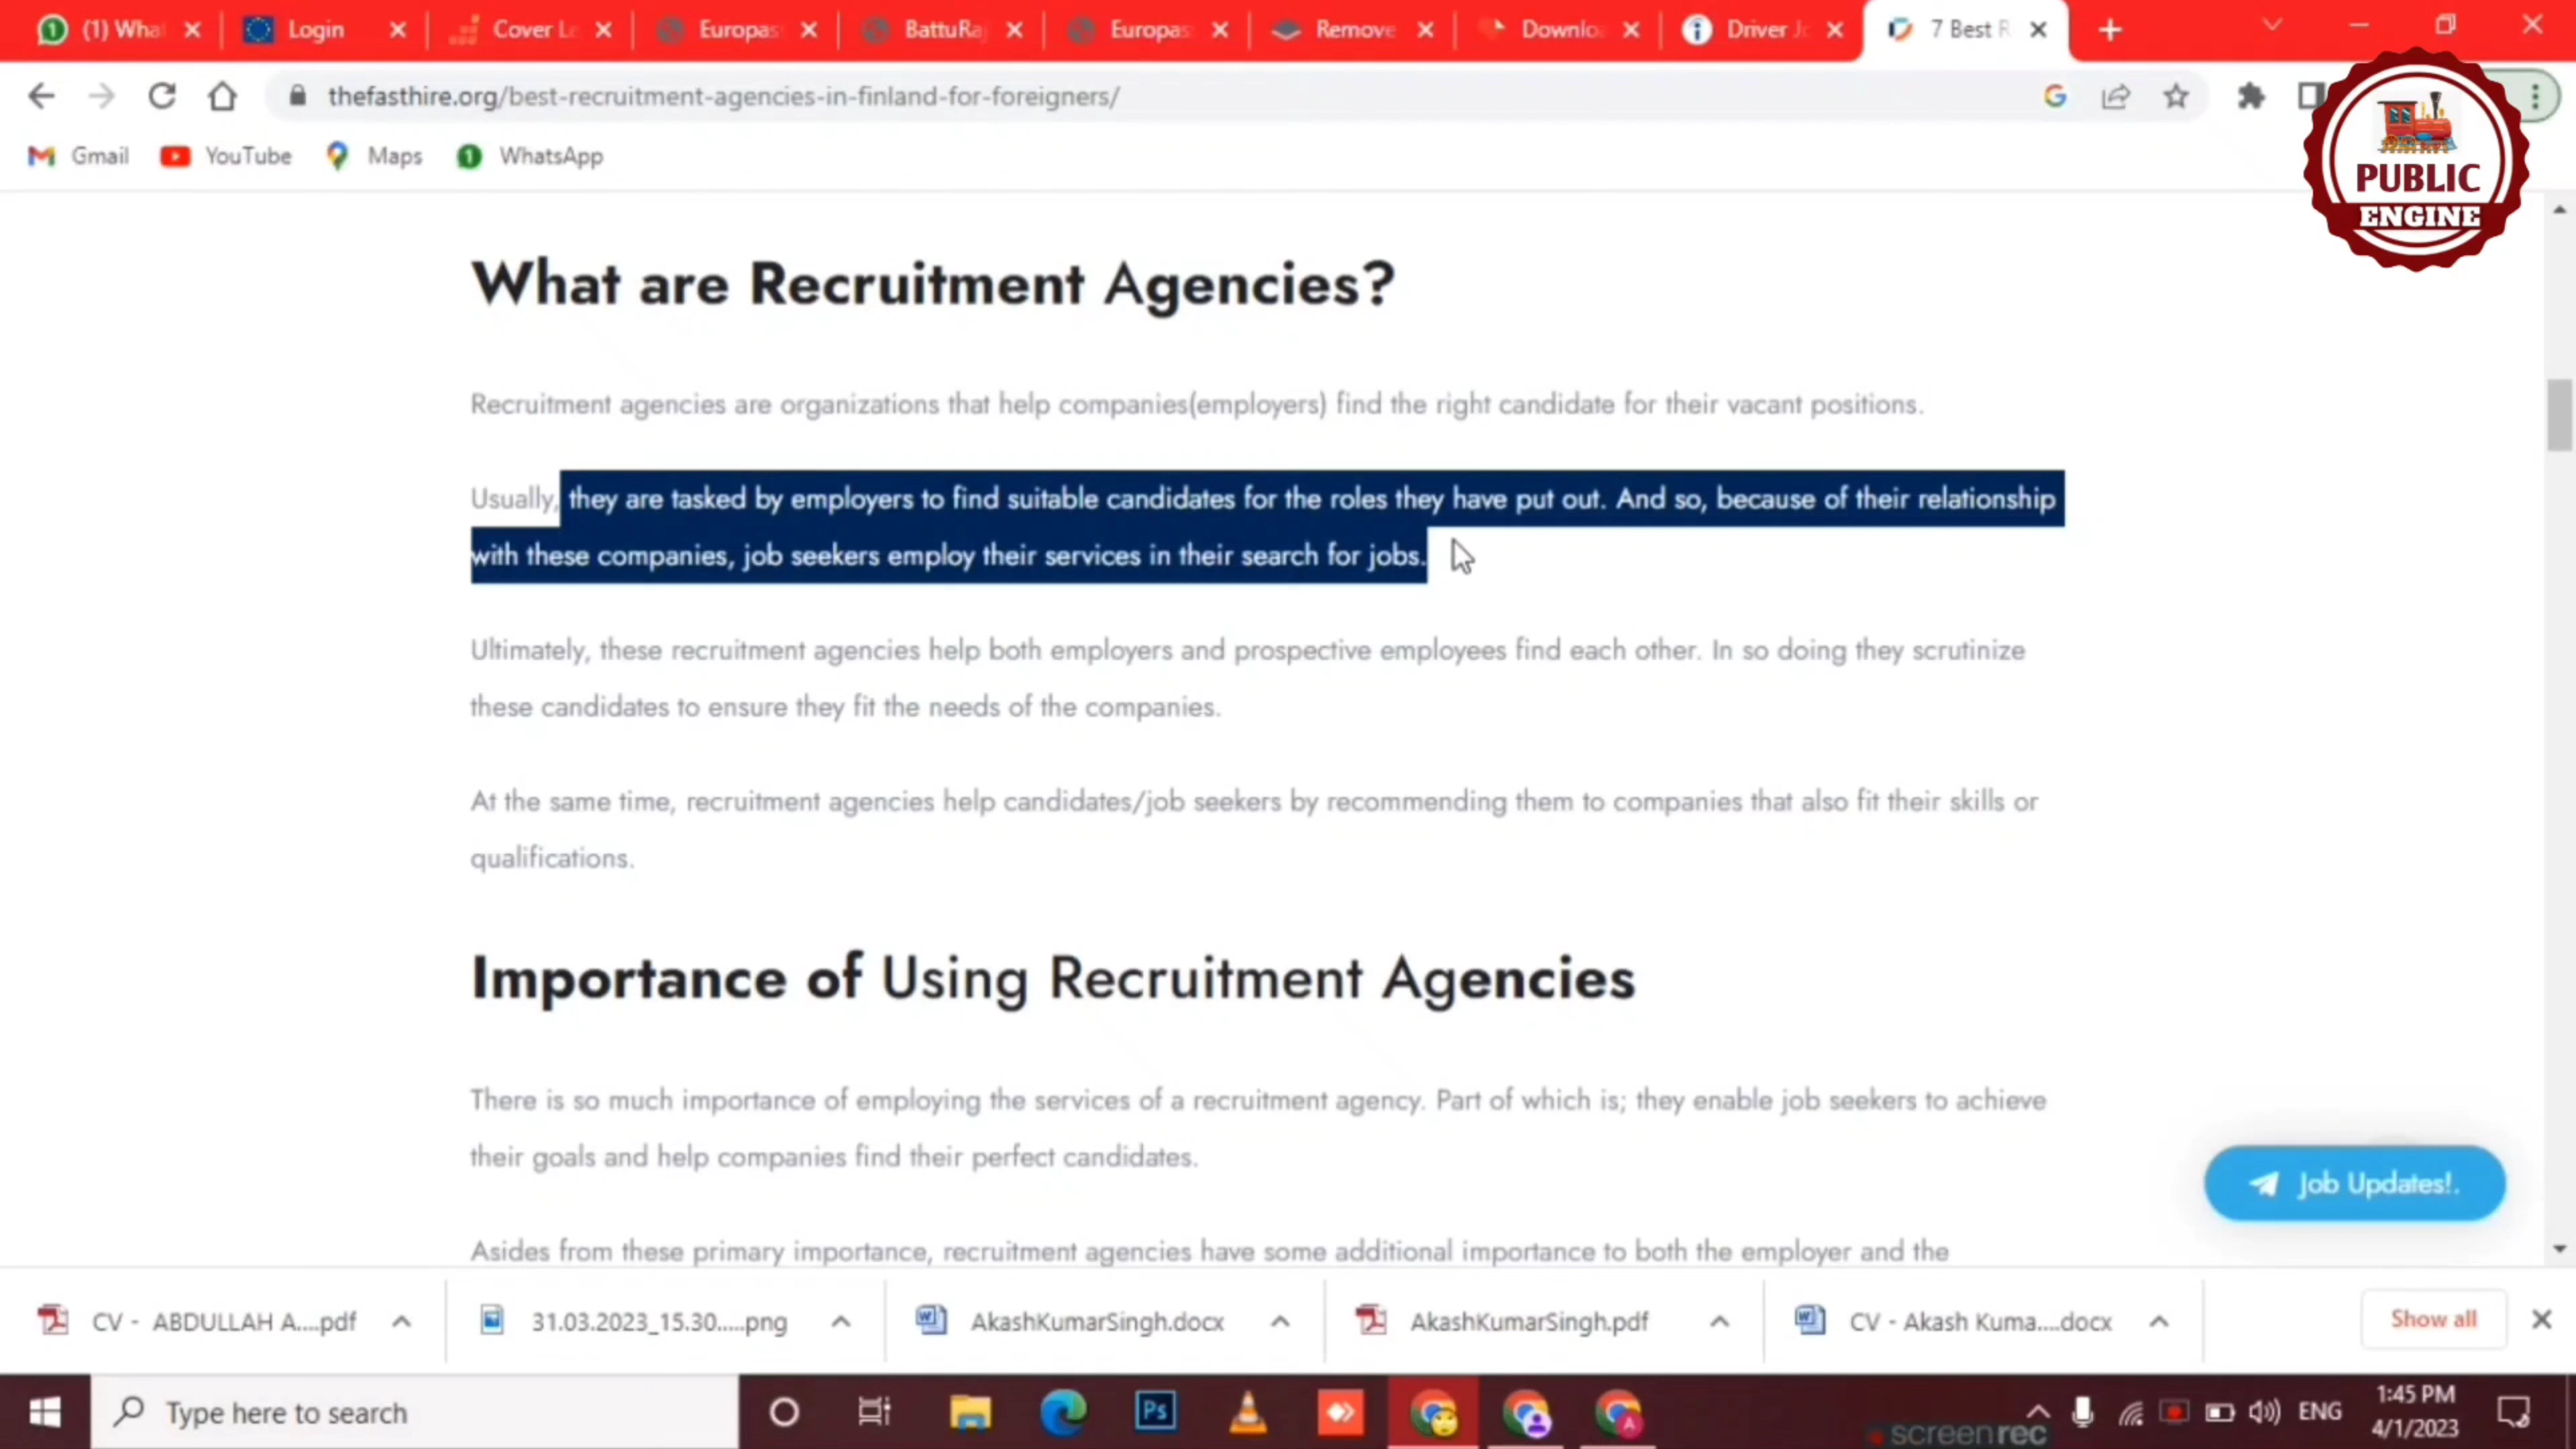 (1) Wha
Login
Cover Le
Europas
BattuRaj
Europas
Remove
Downloa
Driver Jo
7 Best R
thefasthire.org/best-recruitment-agencies-in-finland-for-foreigners/
Gmail
YouTube
Maps
WhatsApp
PUBLIC
ENGINE
What are Recruitment Agencies?
Recruitment agencies are organizations that help companies(employers) find the right candidate for their vacant positions.
Usually, they are tasked by employers to find suitable candidates for the roles they have put out. And so, because of their relationship
with these companies, job seekers employ their services in their search for jobs.
Ultimately, these recruitment agencies help both employers and prospective employees find each other. In so doing they scrutinize
these candidates to ensure they fit the needs of the companies.
At the same time, recruitment agencies help candidates/job seekers by recommending them to companies that also fit their skills or
qualifications.
Importance of Using Recruitment Agencies
There is so much importance of employing the services of a recruitment agency. Part of which is; they enable job seekers to achieve
their goals and help companies find their perfect candidates.
Job Updates!.
Asides from these primary importance, recruitment agencies have some additional importance to both the employer and the
CV - ABDULLAH A....pdf
31.03.2023_15.30.....png
AkashKumarSingh.docx
AkashKumarSingh.pdf
CV - Akash Kuma....docx
Show all
Type here to search
Ps
A
ENG
1:45 PM
4/1/2023
screenrec